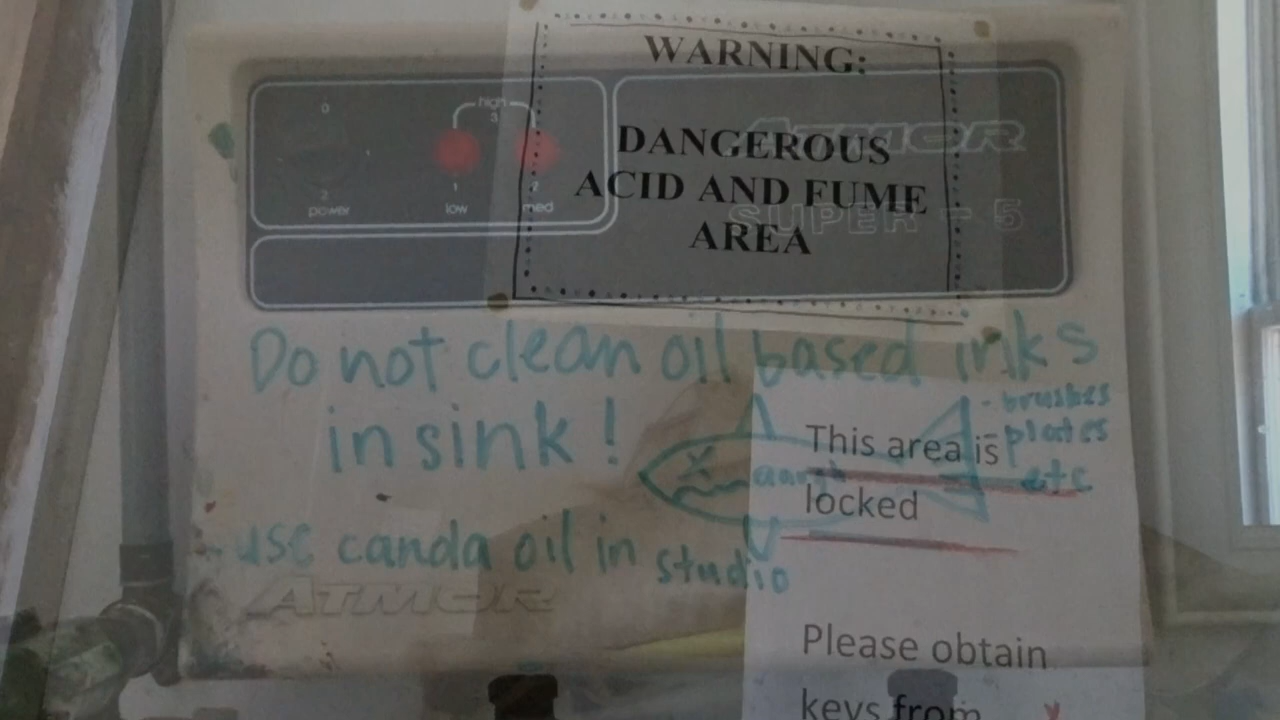 WARNING:
DANGEROUS
ACID AND FUME
AREA
0
high
3
1
2
power
1
low
2
med
ATMOR
SUPER - 5
Do not clean oil based inks
in sink!
- brushes
- plates
etc
aargh
- use canda oil in studio
ATMOR
This area is
locked
Please obtain
keys from